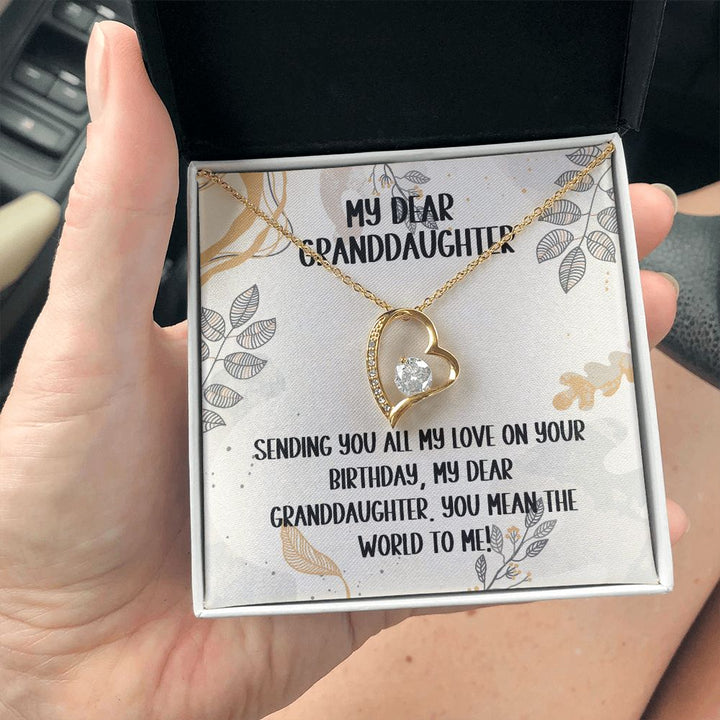 MY DEAR
GRANDDAUGHTER
SENDING YOU ALL MY LOVE ON YOUR
BIRTHDAY, MY DEAR
GRANDDAUGHTER. YOU MEAN THE
WORLD TO ME!